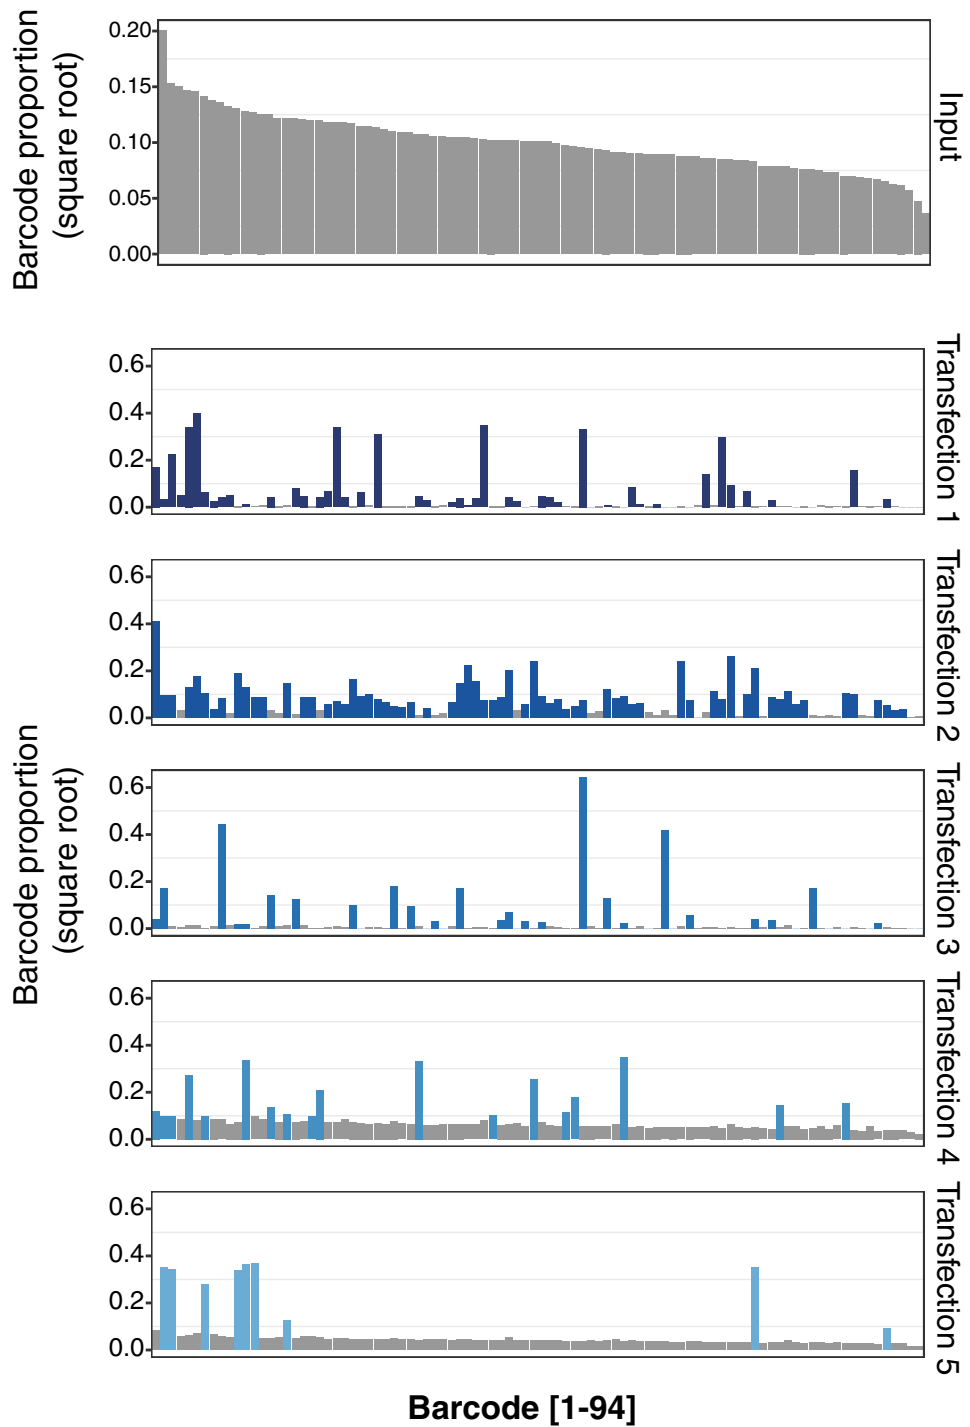 Barcode proportion
(square root)
0.20
0.15
0.10
0.05
0.00
Input
0.6
0.4
0.2
0.0
Transfection 1
0.6
0.4
0.2
0.0
Transfection 2
Barcode proportion
(square root)
0.6
0.4
0.2
0.0
Transfection 3
0.6
0.4
0.2
0.0
Transfection 4
0.6
0.4
0.2
0.0
Transfection 5
Barcode [1-94]